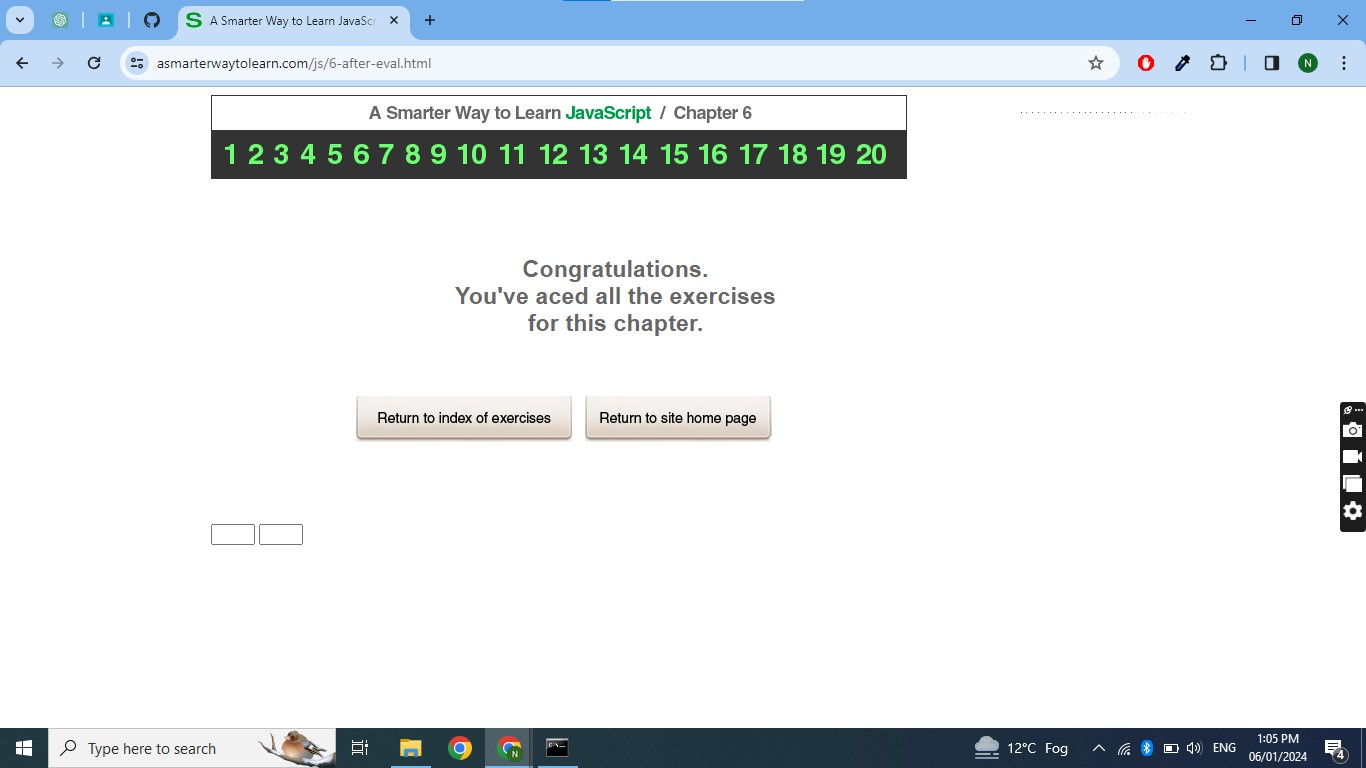 A Smarter Way to Learn JavaScr
asmarterwaytolearn.com/js/6-after-eval.html
N
A Smarter Way to Learn JavaScript / Chapter 6
1 2 3 4 5 6 7 8 9 10 11 12 13 14 15 16 17 18 19 20
Congratulations.
You've aced all the exercises
for this chapter.
Return to index of exercises
Return to site home page
Type here to search
N
12°C Fog
ENG
1:05 PM
06/01/2024
4